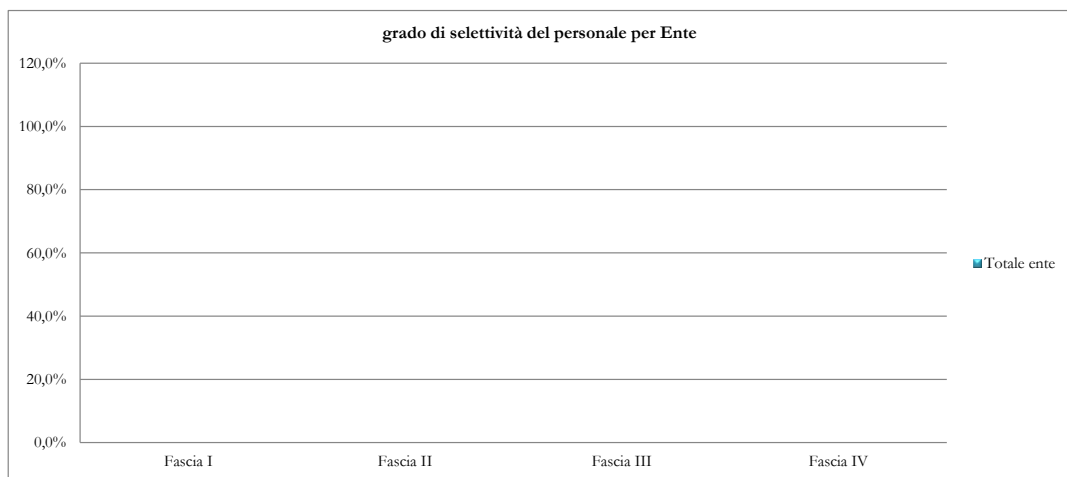 grado di selettività del personale per Ente
120,0%
100,0%
80,0%
60,0%
Totale ente
40,0%
20,0%
0,0%
Fascia I Fascia II Fascia III Fascia IV